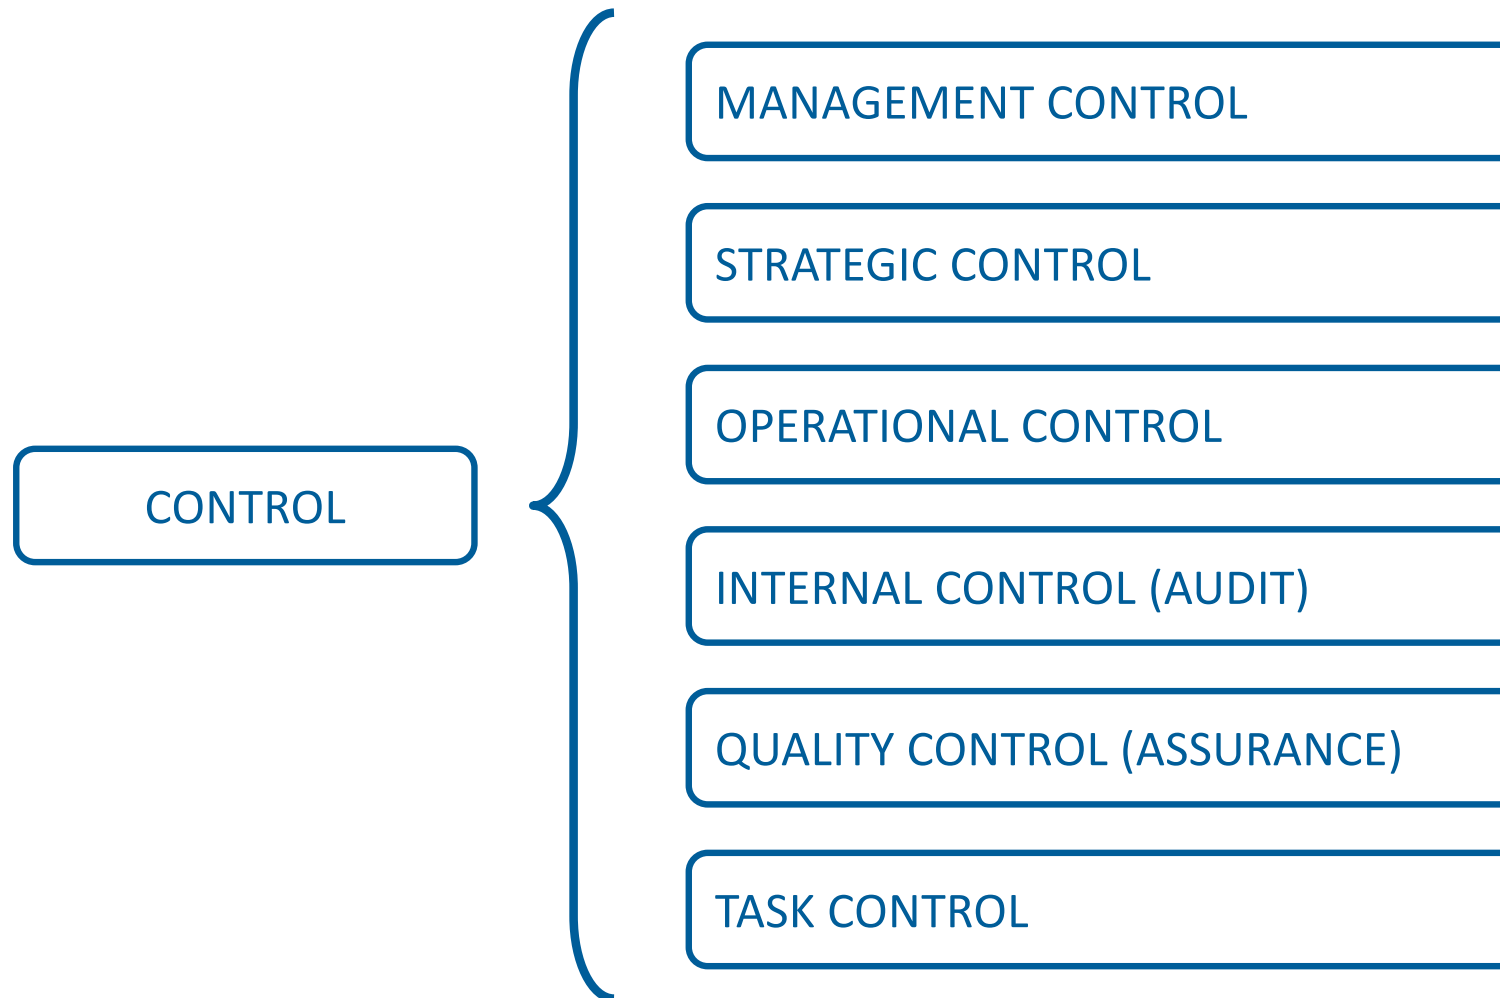 MANAGEMENT CONTROL
STRATEGIC CONTROL
OPERATIONAL CONTROL
CONTROL
INTERNAL CONTROL (AUDIT)
QUALITY CONTROL (ASSURANCE)
TASK CONTROL